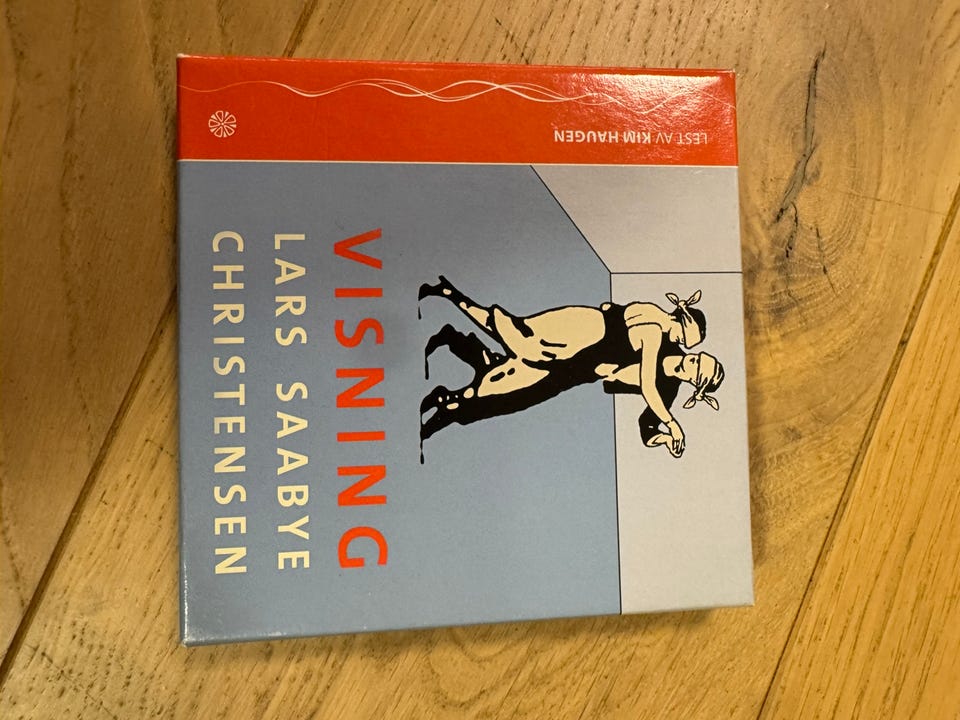 VISNING
LARS SAABYE
CHRISTENSEN
LEST AV KIM HAUGEN